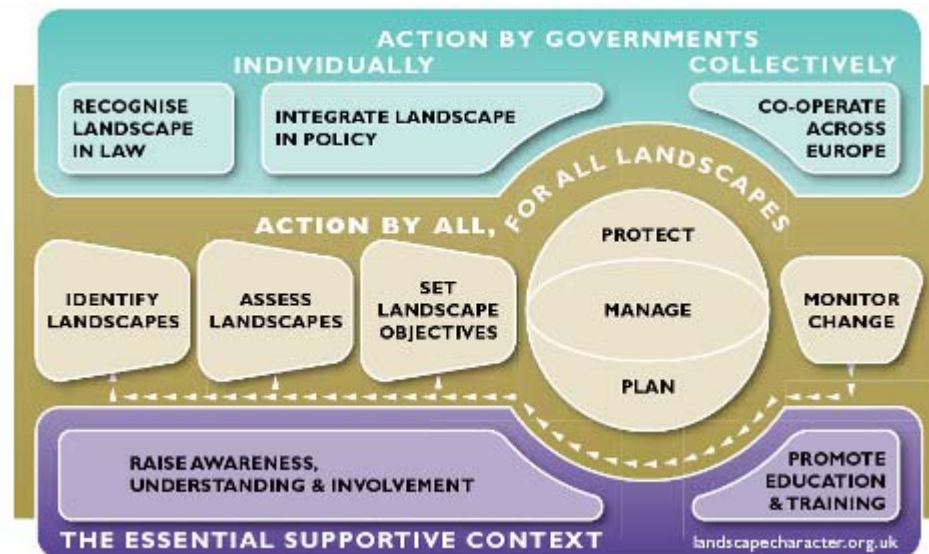 ACTION BY GOVERNMENTS
INDIVIDUALLY
COLLECTIVELY
RECOGNISE
LANDSCAPE
IN LAW
INTEGRATE LANDSCAPE
IN POLICY
CO-OPERATE
ACROSS
EUROPE
ACTION BY ALL, FOR ALL LANDSCAPES
IDENTIFY
LANDSCAPES
ASSESS
LANDSCAPES
SET
LANDSCAPE
OBJECTIVES
PROTECT
MANAGE
PLAN
MONITOR
CHANGE
RAISE AWARENESS,
UNDERSTANDING & INVOLVEMENT
PROMOTE
EDUCATION
& TRAINING
THE ESSENTIAL SUPPORTIVE CONTEXT
landscapecharacter.org.uk